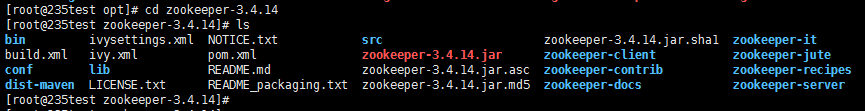 [root@235test opt]# cd zookeeper-3.4.14
[root@235test zookeeper-3.4.14]# ls
bin ivysettings.xml NOTICE.txt src zookeeper-3.4.14.jar.sha1 zookeeper-it
build.xml ivy.xml pom.xml zookeeper-3.4.14.jar zookeeper-client zookeeper-jute
conf lib README.md zookeeper-3.4.14.jar.asc zookeeper-contrib zookeeper-recipes
dist-maven LICENSE.txt README_packaging.txt zookeeper-3.4.14.jar.md5 zookeeper-docs zookeeper-server
[root@235test zookeeper-3.4.14]#